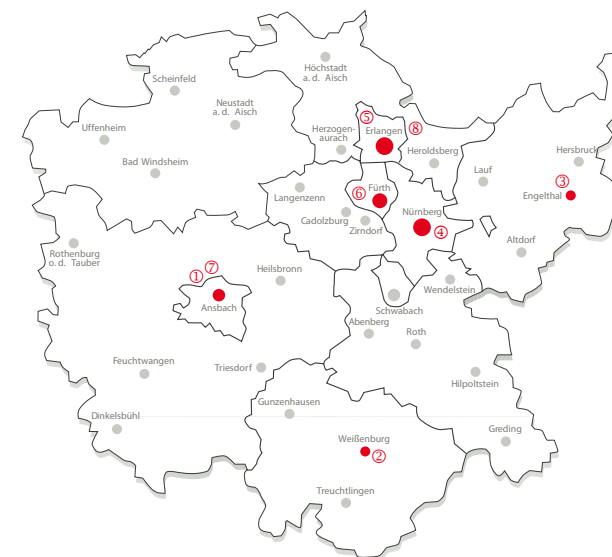 Höchstadt
a. d. Aisch
Scheinfeld
Neustadt
a. d. Aisch
⑤
⑧
Erlangen
Uffenheim
Herzogen-
aurach
Heroldsberg
Hersbruck
Bad Windsheim
Lauf
③
Langenzenn
⑥
Fürth
Engelthal
Cadolzburg
Nürnberg
Zirndorf
④
Rothenburg
o. d. Tauber
Altdorf
① ⑦
Heilsbronn
Ansbach
Wendelstein
Schwabach
Abenberg
Roth
Feuchtwangen
Triesdorf
Hilpoltstein
Gunzenhausen
Dinkelsbühl
Greding
Weißenburg
②
Treuchtlingen